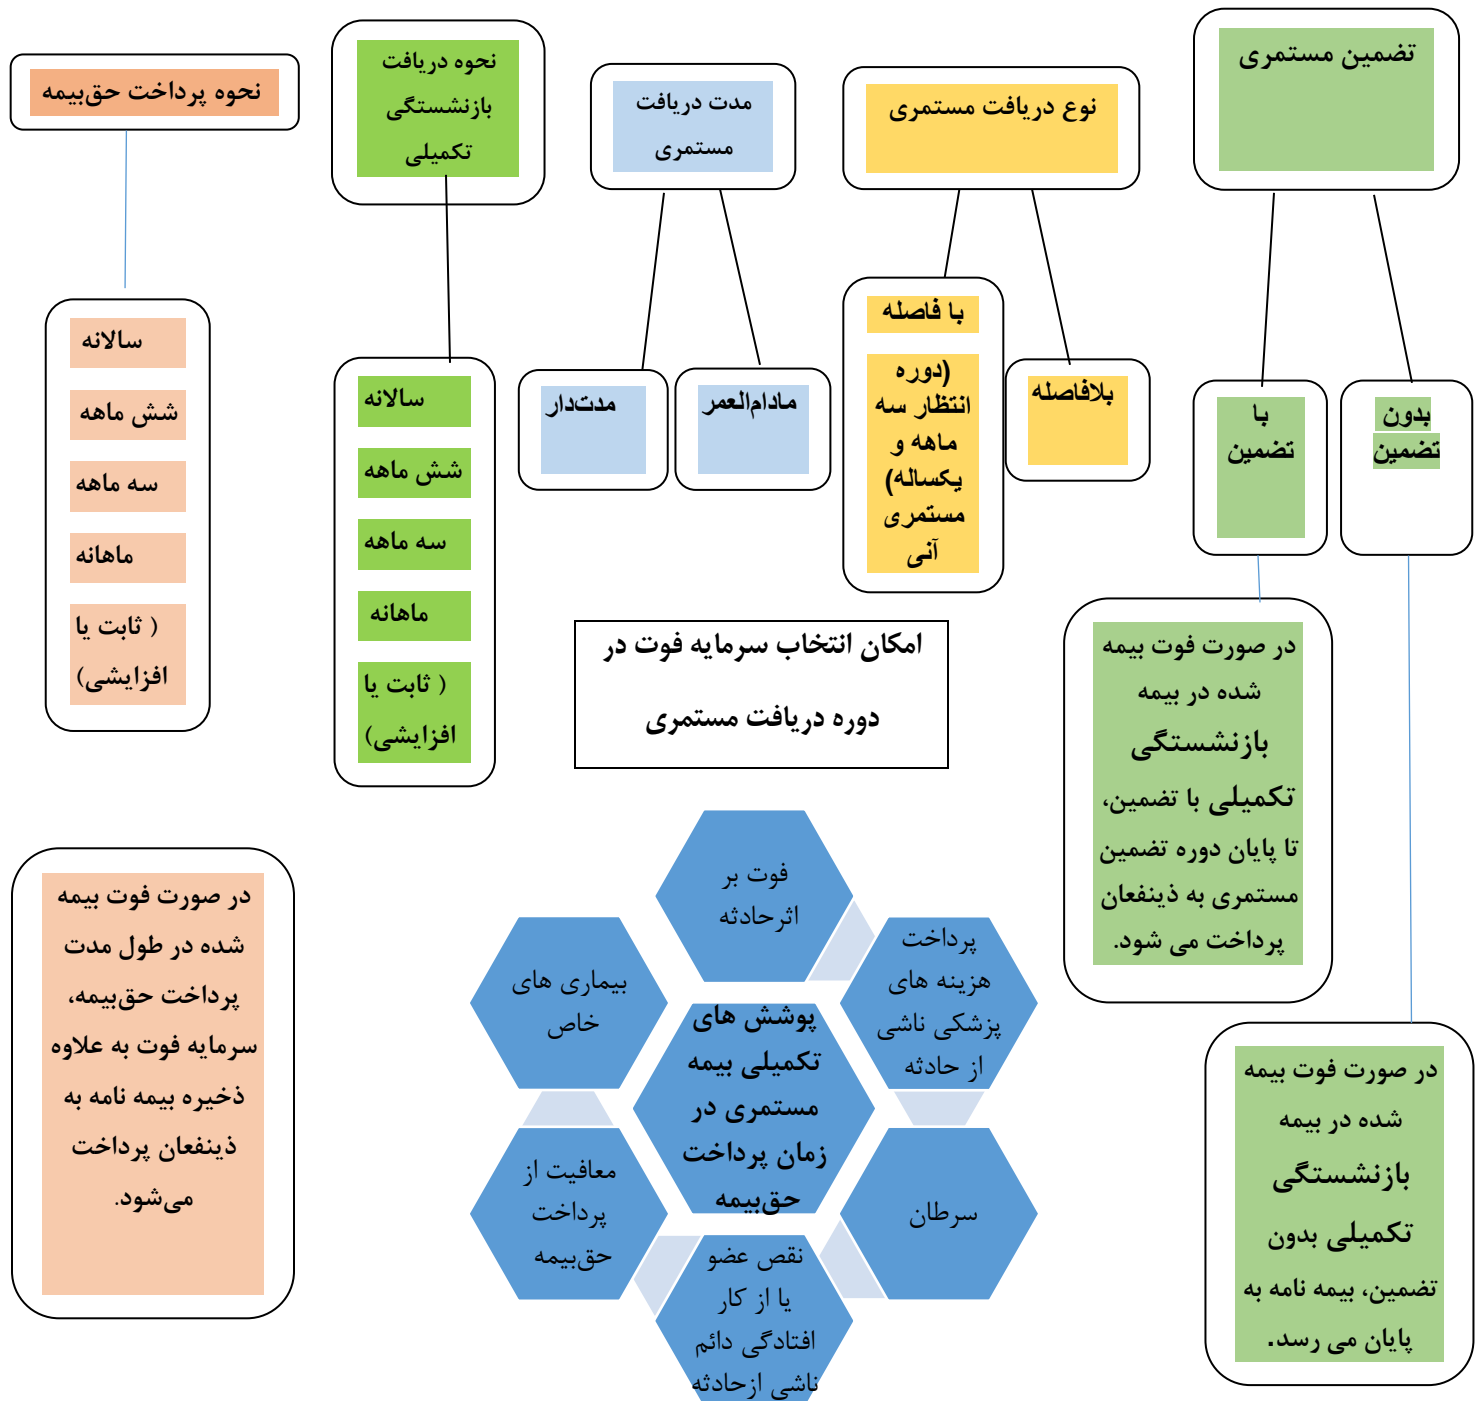 تضمین مستمری
نوع دریافت مستمری
مدت دریافت
مستمری
نحوه دریافت
بازنشستگی
تکمیلی
نحوه پرداخت حق‌بیمه
بدون
تضمین
با
تضمین
بلافاصله
با فاصله
(دوره
انتظار سه
ماهه و
یکساله)
مستمری
آنی
مادام‌العمر
مدت‌دار
سالانه
شش ماهه
سه ماهه
ماهانه
( ثابت یا
افزایشی)
سالانه
شش ماهه
سه ماهه
ماهانه
( ثابت یا
افزایشی)
در صورت فوت بیمه
شده در بیمه
بازنشستگی
تکمیلی با تضمین،
تا پایان دوره تضمین
مستمری به ذینفعان
پرداخت می شود.
در صورت فوت بیمه
شده در بیمه
بازنشستگی
تکمیلی بدون
تضمین، بیمه نامه به
پایان می رسد.
امکان انتخاب سرمایه فوت در
دوره دریافت مستمری
پوشش های
تکمیلی بیمه
مستمری در
زمان پرداخت
حق‌بیمه
فوت بر
اثرحادثه
پرداخت
هزینه های
پزشکی ناشی
از حادثه
سرطان
نقص عضو
یا از کار
افتادگی دائم
ناشی ازحادثه
معافیت از
پرداخت
حق‌بیمه
بیماری های
خاص
در صورت فوت بیمه
شده در طول مدت
پرداخت حق‌بیمه،
سرمایه فوت به علاوه
ذخیره بیمه نامه به
ذینفعان پرداخت
می‌شود.